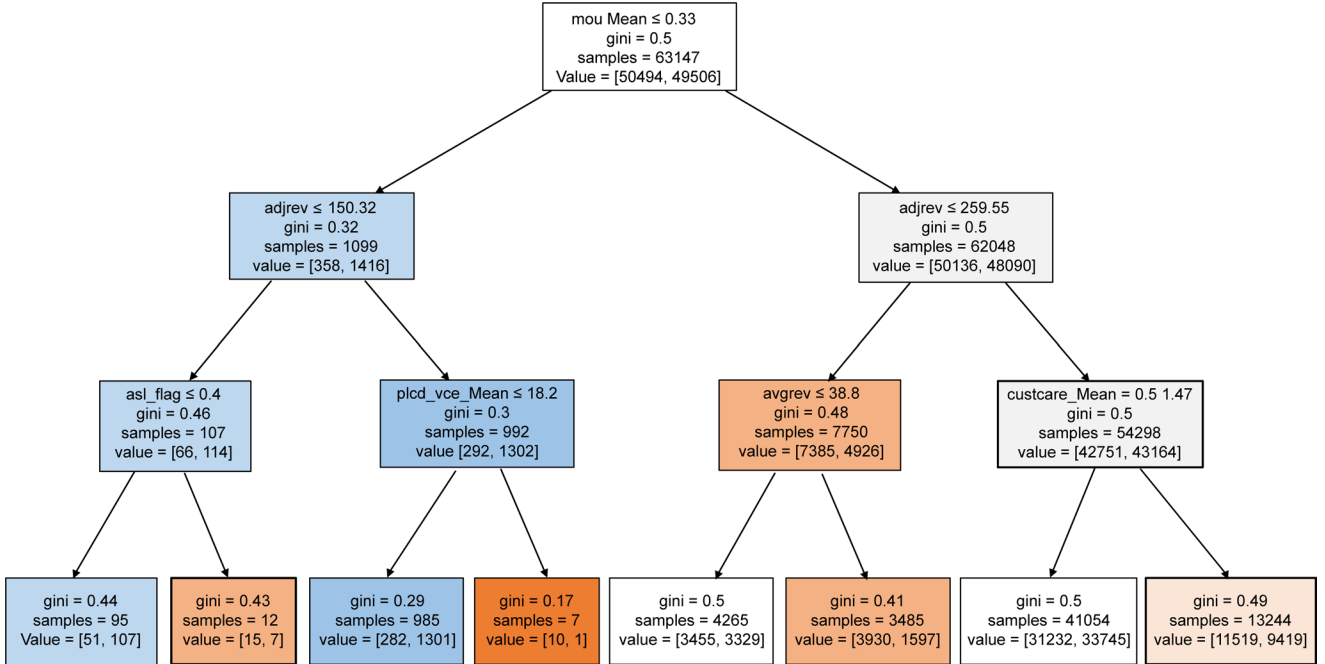 mou Mean ≤ 0.33
gini = 0.5
samples = 63147
Value = [50494, 49506]
adjrev ≤ 150.32
gini = 0.32
samples = 1099
value = [358, 1416]
adjrev ≤ 259.55
gini = 0.5
samples = 62048
value = [50136, 48090]
asl_flag ≤ 0.4
gini = 0.46
samples = 107
value = [66, 114]
plcd_vce_Mean ≤ 18.2
gini = 0.3
samples = 992
value [292, 1302]
avgrev ≤ 38.8
gini = 0.48
samples = 7750
value = [7385, 4926]
custcare_Mean = 0.5 1.47
gini = 0.5
samples = 54298
value = [42751, 43164]
gini = 0.44
samples = 95
Value = [51, 107]
gini = 0.43
samples = 12
value = [15, 7]
gini = 0.29
samples = 985
value = [282, 1301]
gini = 0.17
samples = 7
value = [10, 1]
gini = 0.5
samples = 4265
value = [3455, 3329]
gini = 0.41
samples = 3485
value = [3930, 1597]
gini = 0.5
samples = 41054
value = [31232, 33745]
gini = 0.49
samples = 13244
value = [11519, 9419]